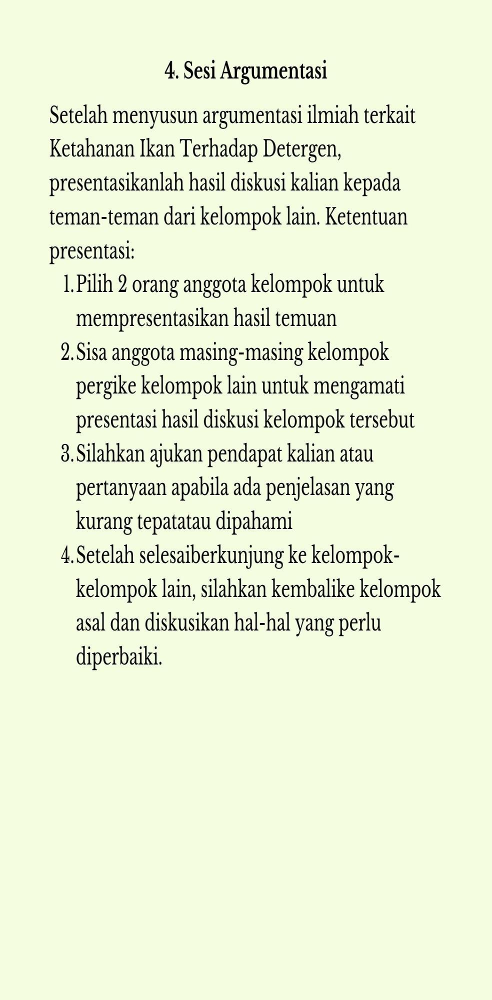 4. Sesi Argumentasi
Setelah menyusun argumentasi ilmiah terkait
Ketahanan Ikan Terhadap Detergen,
presentasikanlah hasil diskusi kalian kepada
teman-teman dari kelompok lain. Ketentuan
presentasi:
1. Pilih 2 orang anggota kelompok untuk
mempresentasikan hasil temuan
2. Sisa anggota masing-masing kelompok
pergike kelompok lain untuk mengamati
presentasi hasil diskusi kelompok tersebut
3. Silahkan ajukan pendapat kalian atau
pertanyaan apabila ada penjelasan yang
kurang tepatatau dipahami
4. Setelah selesaiberkunjung ke kelompok-
kelompok lain, silahkan kembalike kelompok
asal dan diskusikan hal-hal yang perlu
diperbaiki.